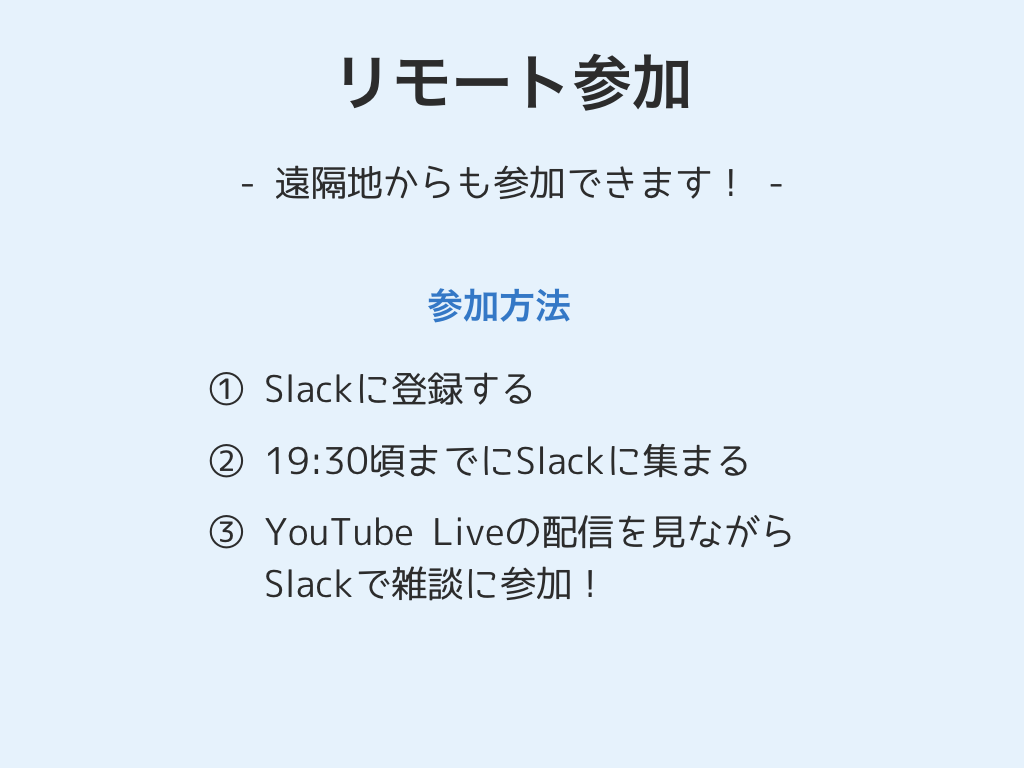 リモート参加
- 遠隔地からも参加できます！ -
参加方法
① Slackに登録する
② 19:30頃までにSlackに集まる
③ YouTube Liveの配信を見ながら
Slackで雑談に参加！